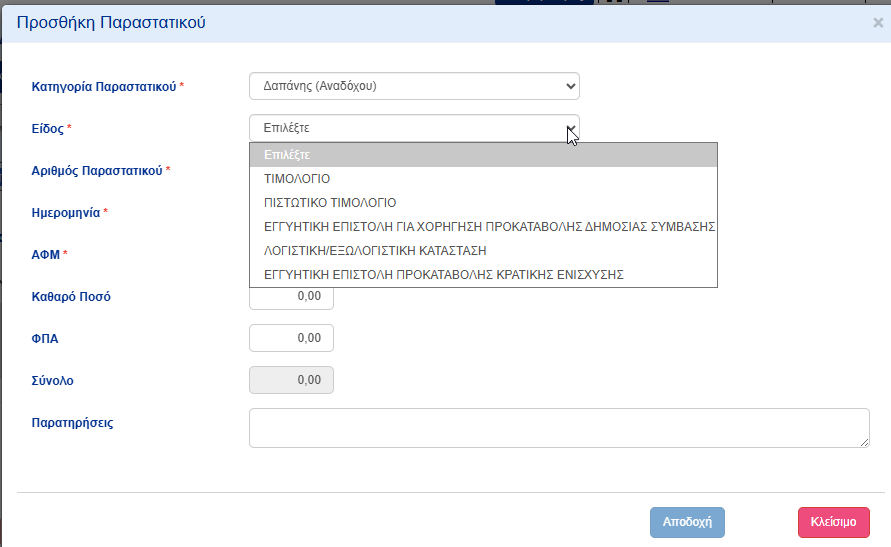 Προσθήκη Παραστατικού
×
Κατηγορία Παραστατικού * Δαπάνης (Αναδόχου)
Είδος * Επιλέξτε
Επιλέξτε
ΤΙΜΟΛΟΓΙΟ
Αριθμός Παραστατικού *
ΠΙΣΤΩΤΙΚΟ ΤΙΜΟΛΟΓΙΟ
Ημερομηνία *
ΕΓΓΥΗΤΙΚΗ ΕΠΙΣΤΟΛΗ ΓΙΑ ΧΟΡΗΓΗΣΗ ΠΡΟΚΑΤΑΒΟΛΗΣ ΔΗΜΟΣΙΑΣ ΣΥΜΒΑΣΗΣ
ΑΦΜ * ΛΟΓΙΣΤΙΚΗ/ΕΞΩΛΟΓΙΣΤΙΚΗ ΚΑΤΑΣΤΑΣΗ
ΕΓΓΥΗΤΙΚΗ ΕΠΙΣΤΟΛΗ ΠΡΟΚΑΤΑΒΟΛΗΣ ΚΡΑΤΙΚΗΣ ΕΝΙΣΧΥΣΗΣ
Καθαρό Ποσό 0,00
ΦΠΑ 0,00
Σύνολο 0,00
Παρατηρήσεις
Αποδοχή Κλείσιμο